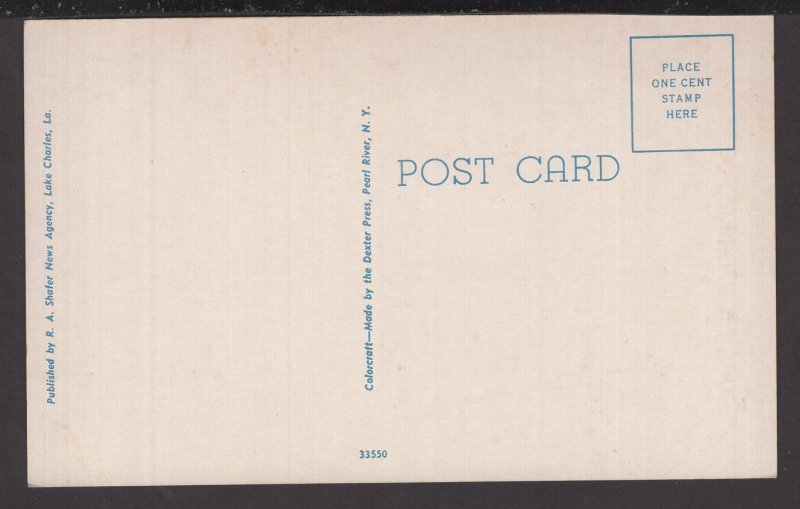 Published by R. A. Shafer News Agency, Lake Charles, La.
Colorcraft—Made by the Dexter Press, Pearl River, N. Y.
POST CARD
PLACE
ONE CENT
STAMP
HERE
33550